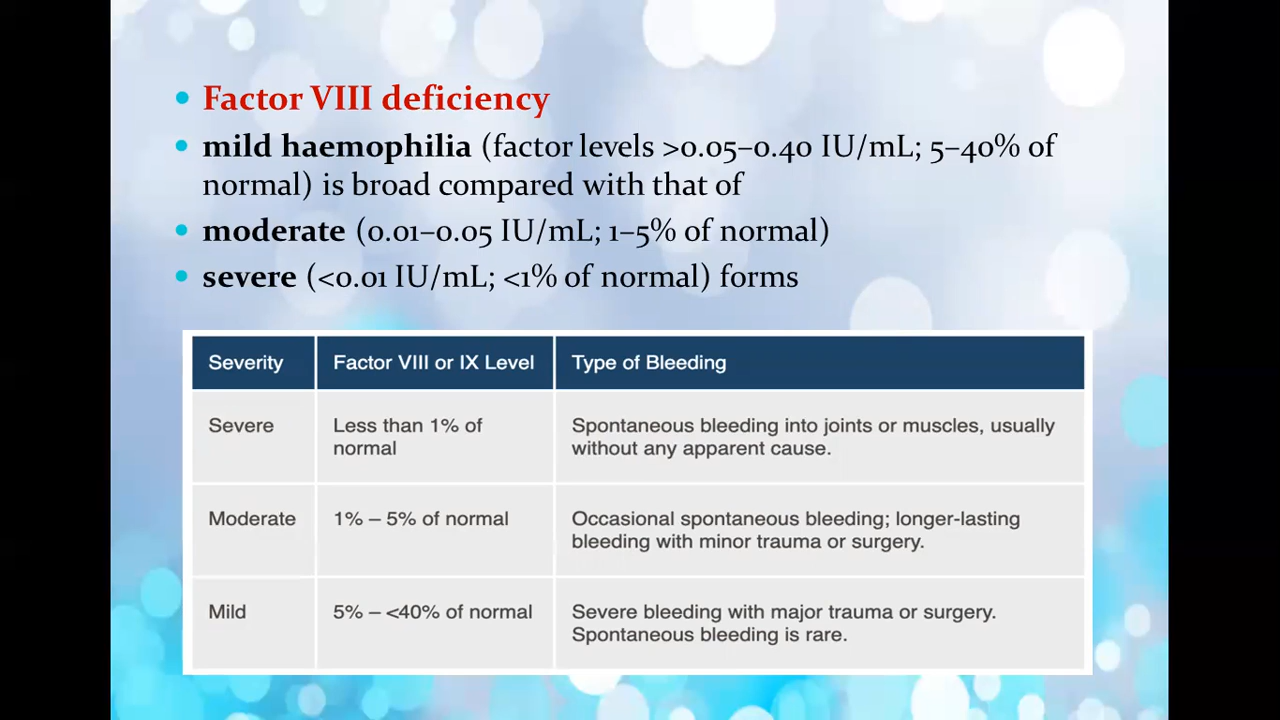 Factor VIII deficiency
mild haemophilia (factor levels >0.05–0.40 IU/mL; 5–40% of
normal) is broad compared with that of
moderate (0.01–0.05 IU/mL; 1–5% of normal)
severe (<0.01 IU/mL; <1% of normal) forms
Severity Factor VIII or IX Level Type of Bleeding
Severe Less than 1% of Spontaneous bleeding into joints or muscles, usually
normal without any apparent cause.
Moderate 1% – 5% of normal Occasional spontaneous bleeding; longer-lasting
bleeding with minor trauma or surgery.
Mild 5% – <40% of normal Severe bleeding with major trauma or surgery.
Spontaneous bleeding is rare.